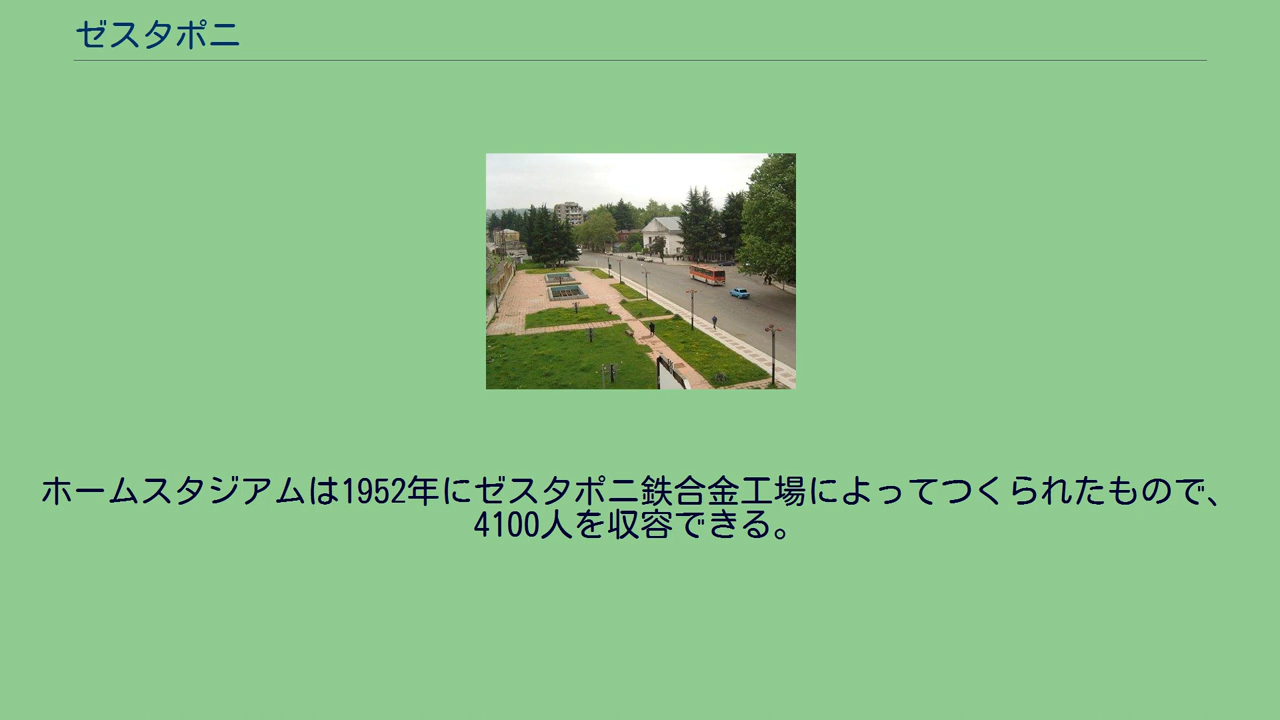 ゼスタポニ
ホームスタジアムは1952年にゼスタポニ鉄合金工場によってつくられたもので、
4100人を収容できる。